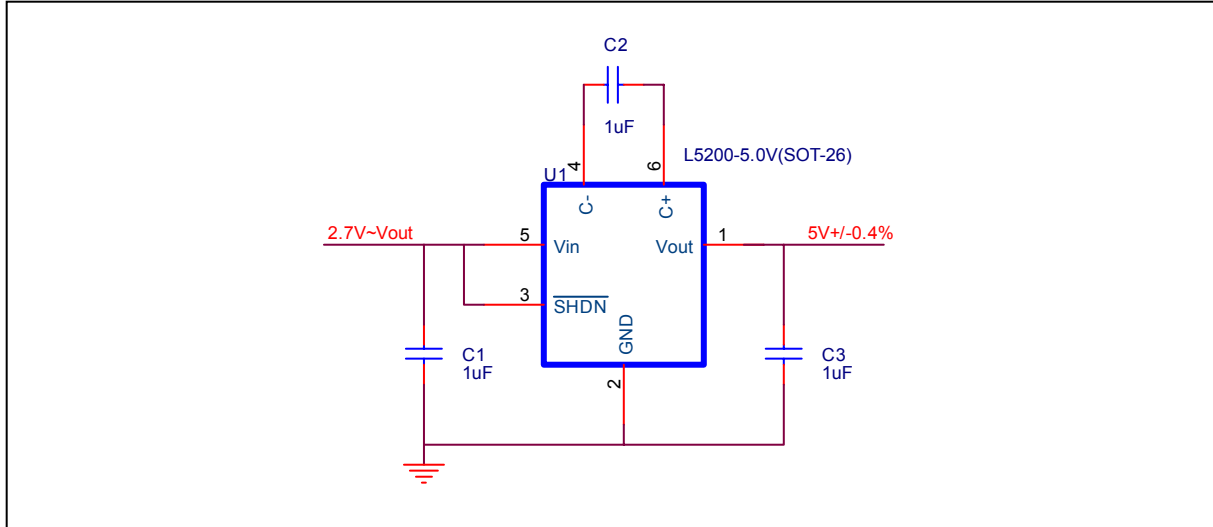 C2
1uF
L5200-5.0V(SOT-26)
4
6
U1
C-
C+
2.7V~Vout
5
Vin
Vout
1
5V+/-0.4%
3
SHDN
GND
C1
1uF
C3
1uF
2